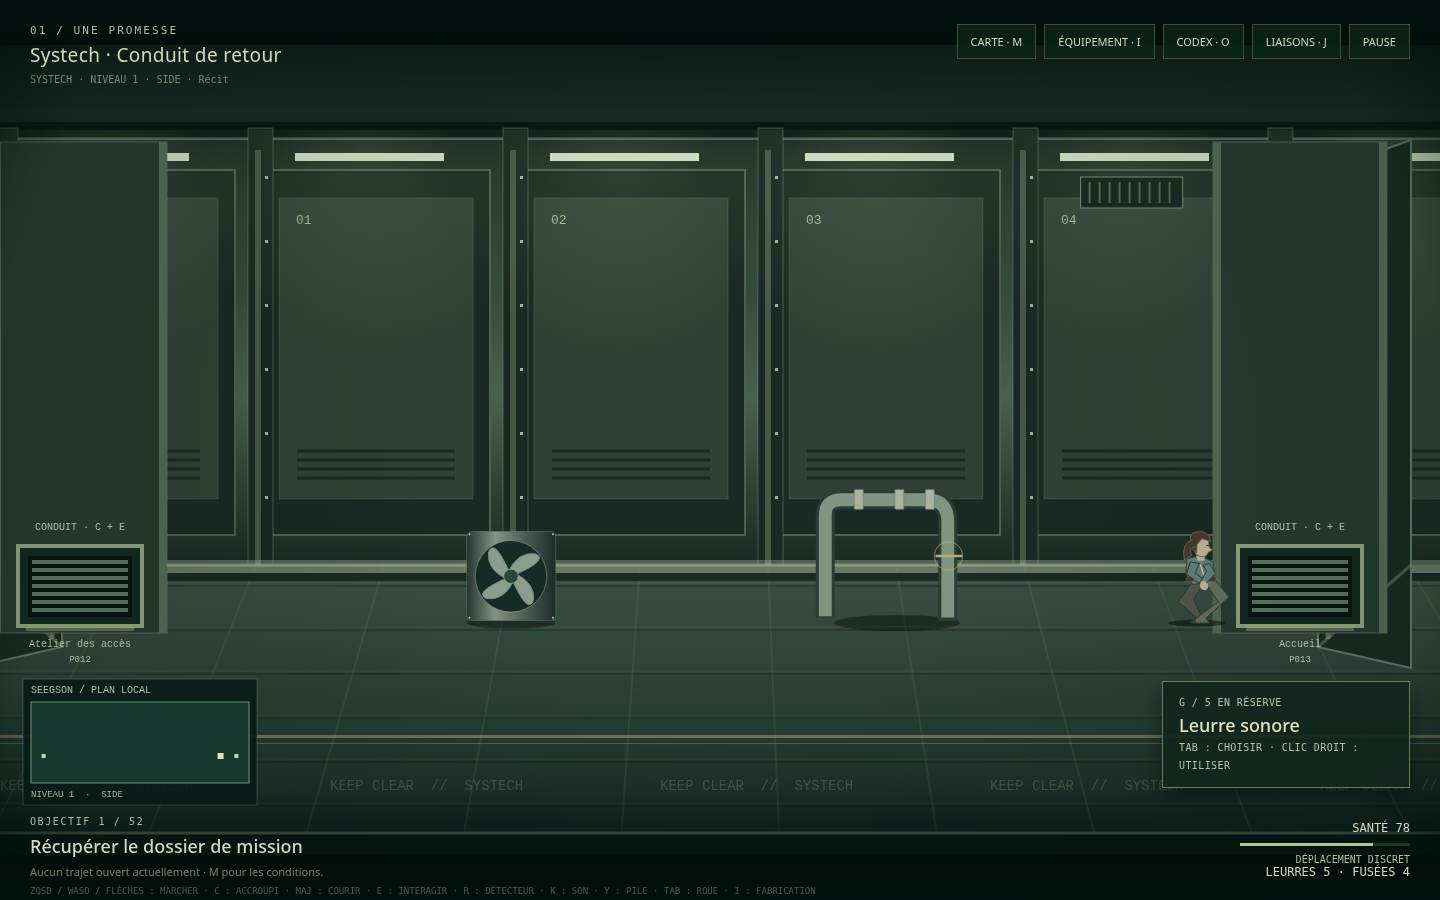 01 / UNE PROMESSE
Systech · Conduit de retour
SYSTECH · NIVEAU 1 · SIDE · Récit
CARTE · M
ÉQUIPEMENT · I
CODEX · O
LIAISONS · J
PAUSE
01
02
03
04
CONDUIT · C + E
Atelier des accès
P012
CONDUIT · C + E
Accueil
P013
SEEGSON / PLAN LOCAL
NIVEAU 1 · SIDE
G / 5 EN RÉSERVE
Leurre sonore
TAB : CHOISIR · CLIC DROIT :
UTILISER
KEEP CLEAR // SYSTECH
KEEP CLEAR // SYSTECH
KEEP CLEAR // SYSTE
OBJECTIF 1 / 52
Récupérer le dossier de mission
Aucun trajet ouvert actuellement · M pour les conditions.
ZQSD / WASD / FLÈCHES : MARCHER · C : ACCROUPI · MAJ : COURIR · E : INTERAGIR · R : DÉTECTEUR · K : SON · Y : PILE · TAB : ROUE · I : FABRICATION
SANTÉ 78
DÉPLACEMENT DISCRET
LEURRES 5 · FUSÉES 4